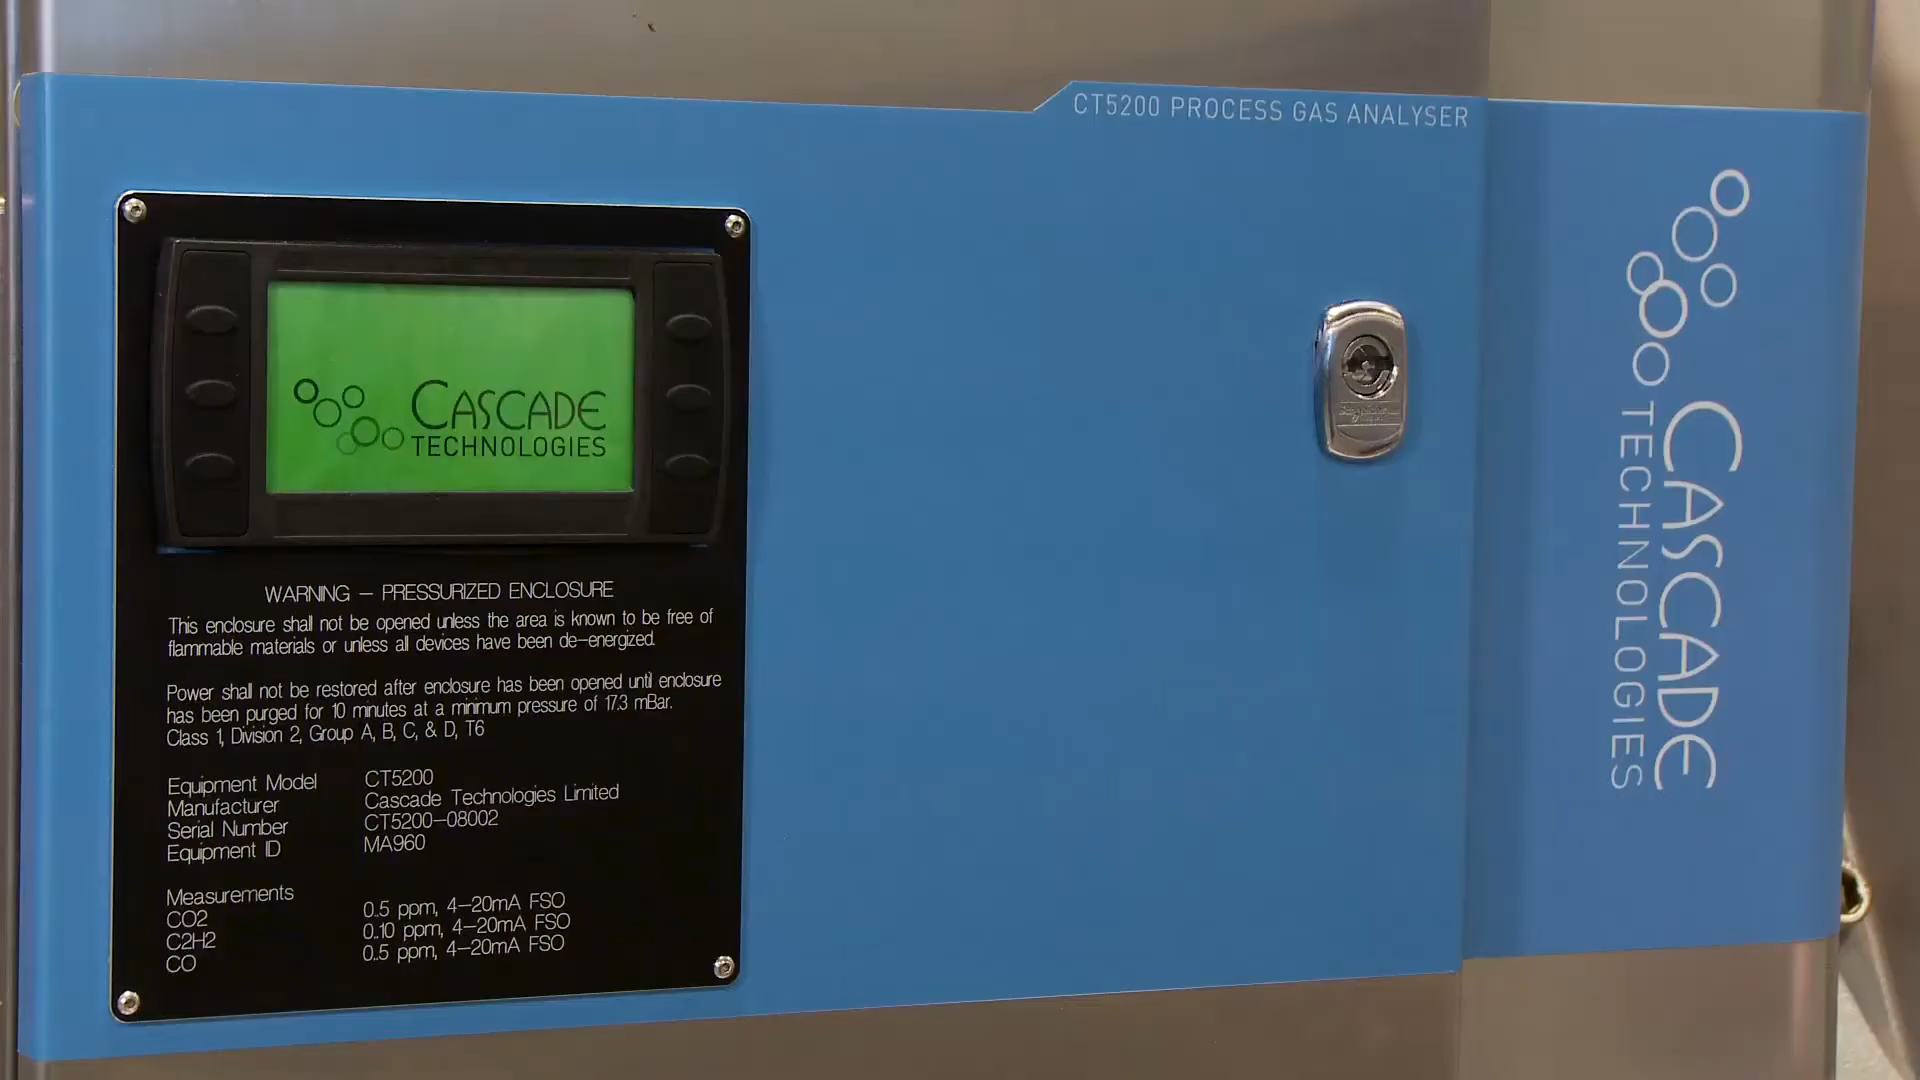 CT5200 PROCESS GAS ANALYSER
CASCADE
TECHNOLOGIES
WARNING – PRESSURIZED ENCLOSURE
This enclosure shall not be opened unless the area is known to be free of
flammable materials or unless all devices have been de-energized.
Power shall not be restored after enclosure has been opened until enclosure
has been purged for 10 minutes at a minimum pressure of 17.3 mBar.
Class 1, Division 2, Group A, B, C, & D, T6
Equipment Model CT5200
Manufacturer Cascade Technologies Limited
Serial Number CT5200-08002
Equipment ID MA960
Measurements
CO2 0..5 ppm, 4-20mA FSO
C2H2 0..10 ppm, 4-20mA FSO
CO 0..5 ppm, 4-20mA FSO
CASCADE
TECHNOLOGIES